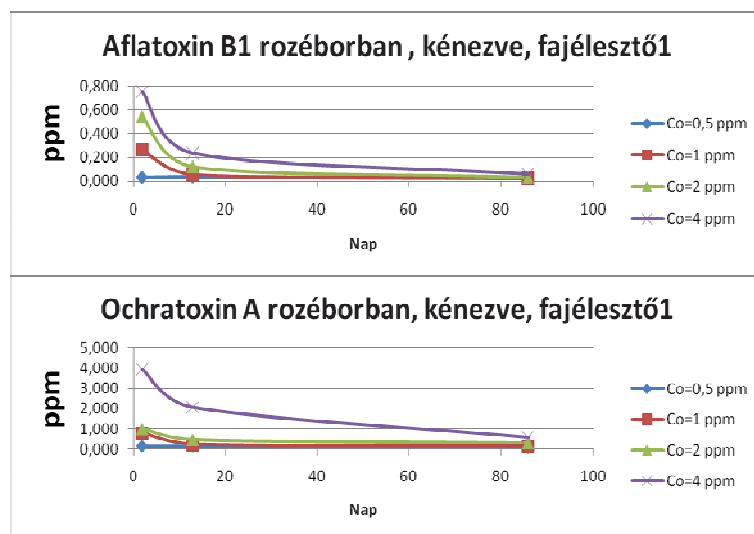 Aflatoxin B1 rozéborban , kénezve, fajélesztő1
ppm
0,800
0,600
0,400
0,200
0,000
0 20 40 60 80 100
Nap
Co=0,5 ppm
Co=1 ppm
Co=2 ppm
Co=4 ppm
Ochratoxin A rozéborban, kénezve, fajélesztő1
ppm
5,000
4,000
3,000
2,000
1,000
0,000
0 20 40 60 80 100
Nap
Co=0,5 ppm
Co=1 ppm
Co=2 ppm
Co=4 ppm